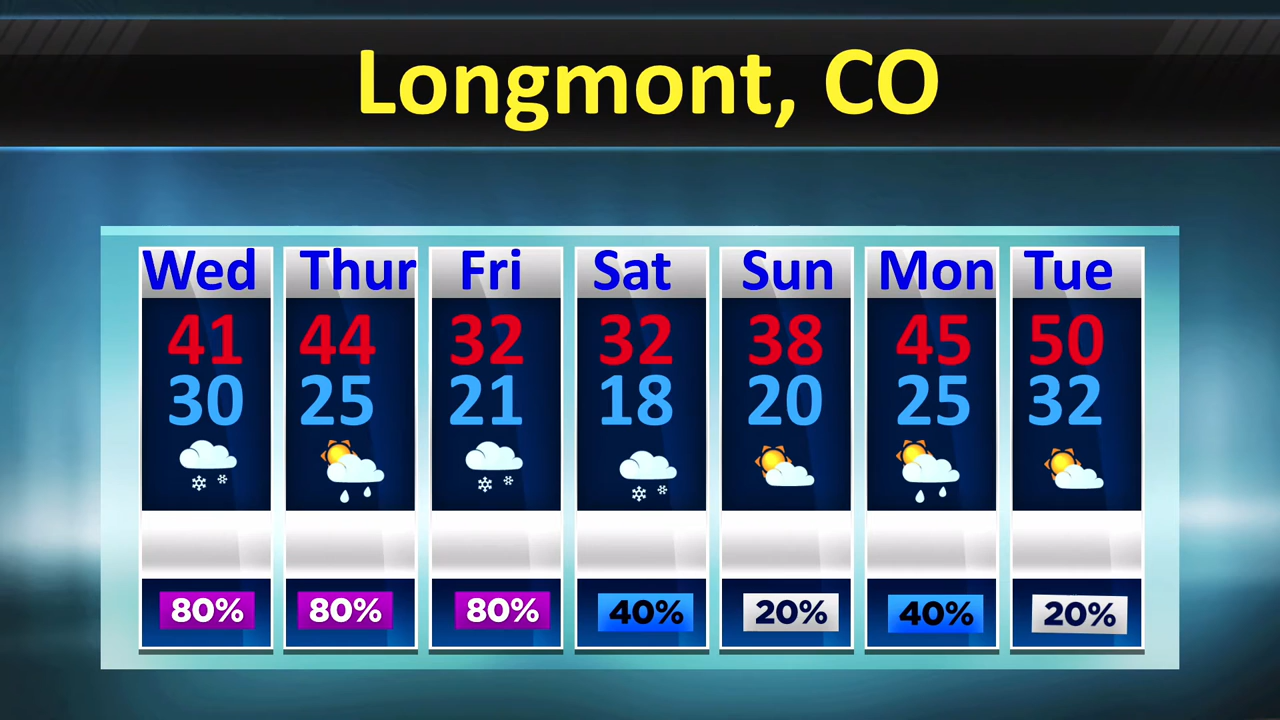 Longmont, CO
Wed Thur Fri Sat Sun Mon Tue
41 44 32 32 38 45 50
30 25 21 18 20 25 32
80% 80% 80% 40% 20% 40% 20%